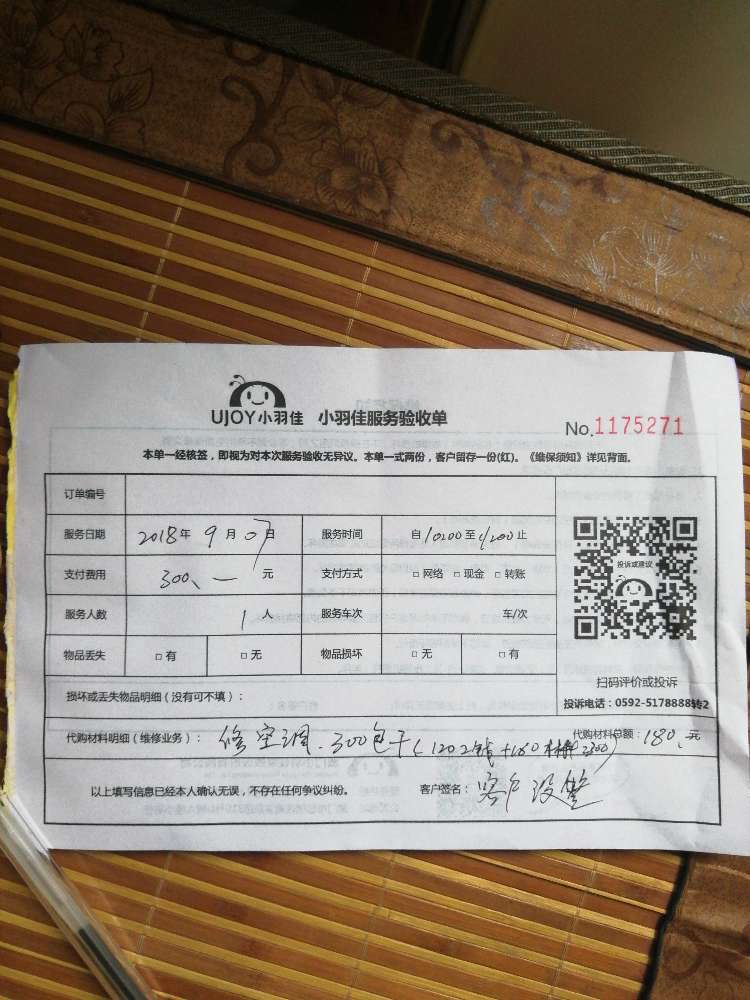 UJOY小羽佳 小羽佳服务验收单
No.1175271
本单一经核签,即视为对本次服务验收无异议。本单一式两份,客户留存一份(红)。《维保须知》详见背面。
订单编号
服务日期 2018年 9月07日 服务时间 自10200至 止
支付费用 300、一 元 支付方式 □网络 □现金 □转账
投诉或建议
服务人数 1人 服务车次 车/次
物品丢失 □有 □无 物品损坏 □无 □有
扫码评价或投诉
损坏或丢失物品明细(没有可不填):
投诉电话:0592-5178888转2
代购材料明细(维修业务): 修空调.300包干(120 +180 300) 代购材料总额:180、元
以上填写信息已经本人确认无误,不存在任何争议纠纷。 客户签名:客户没签